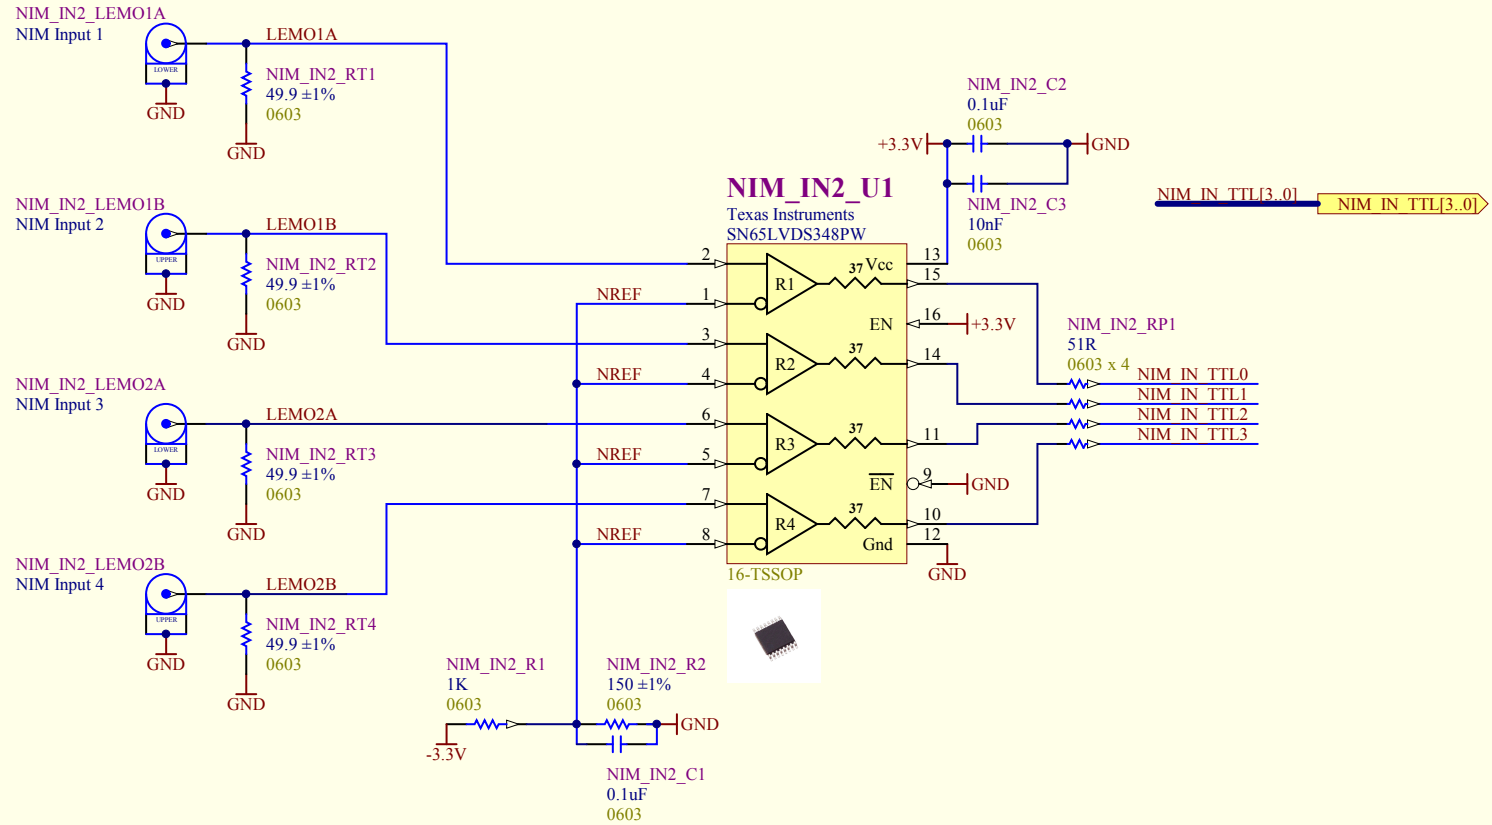 NIM_IN2_LEMO1A
NIM Input 1
LOWER
GND
LEMO1A
NIM_IN2_RT1
49.9 ±1%
0603
GND
NIM_IN2_LEMO1B
NIM Input 2
UPPER
GND
LEMO1B
NIM_IN2_RT2
49.9 ±1%
0603
GND
NIM_IN2_LEMO2A
NIM Input 3
LOWER
GND
LEMO2A
NIM_IN2_RT3
49.9 ±1%
0603
GND
NIM_IN2_LEMO2B
NIM Input 4
UPPER
GND
LEMO2B
NIM_IN2_RT4
49.9 ±1%
0603
GND
NIM_IN2_R1
1K
0603
-3.3V
NIM_IN2_R2
150 ±1%
0603
GND
NIM_IN2_C1
0.1uF
0603
NREF
NREF
NREF
NREF
NIM_IN2_U1
Texas Instruments
SN65LVDS348PW
2
1
3
4
6
5
7
8
R1
37
Vcc
EN
R2
37
R3
37
EN
R4
37
Gnd
13
15
16
+3.3V
14
11
9
GND
10
12
GND
16-TSSOP
NIM_IN2_C2
0.1uF
0603
+3.3V
GND
NIM_IN2_C3
10nF
0603
NIM_IN_TTL[3..0]
NIM_IN_TTL[3..0]
NIM_IN2_RP1
51R
0603 x 4
NIM_IN_TTL0
NIM_IN_TTL1
NIM_IN_TTL2
NIM_IN_TTL3